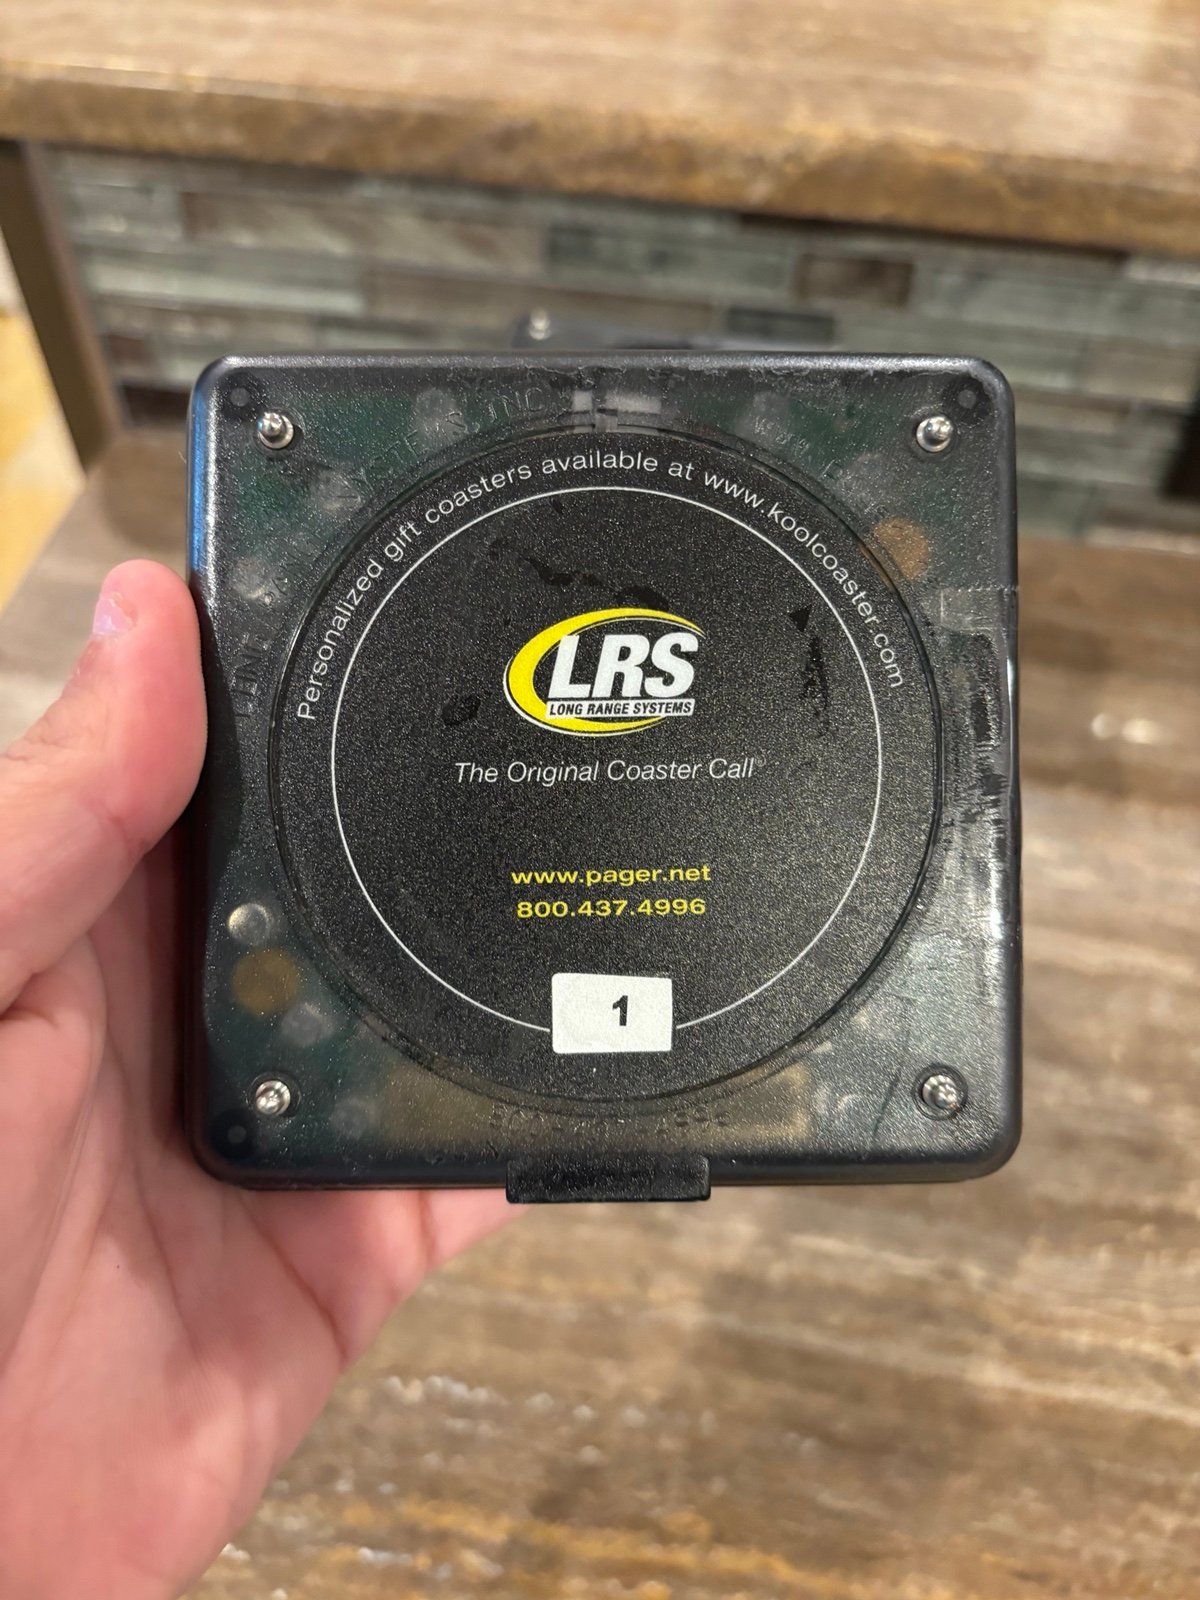 Personalized gift coasters available at www.koolcoaster.com
LRS
LONG RANGE SYSTEMS
The Original Coaster Call®
www.pager.net
800.437.4996
1